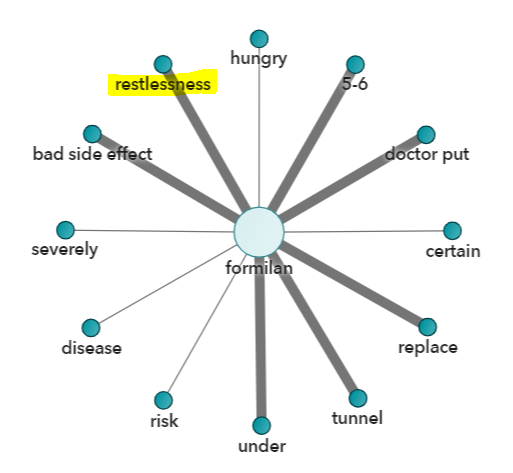 hungry
restlessness
5-6
bad side effect
doctor put
severely
certain
formilan
disease
replace
risk
tunnel
under